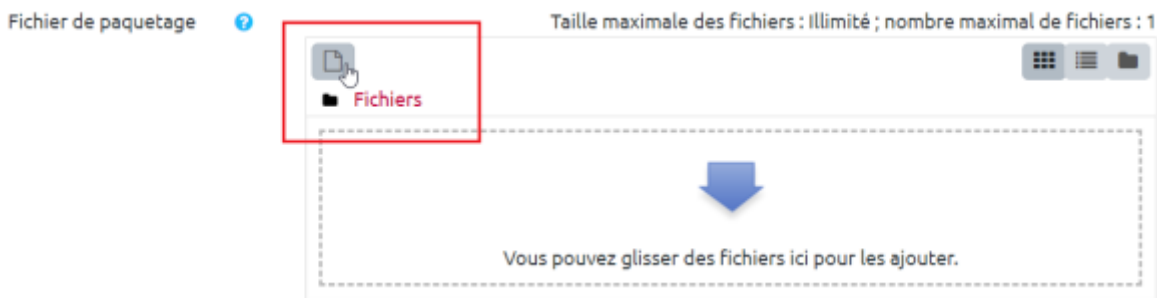 Fichier de paquetage
Taille maximale des fichiers : Illimité ; nombre maximal de fichiers : 1
Fichiers
Vous pouvez glisser des fichiers ici pour les ajouter.